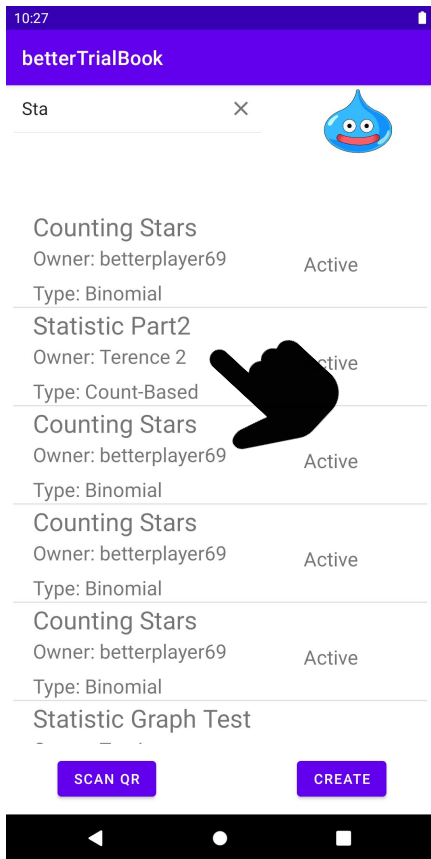 10:27
betterTrialBook
Sta
Counting Stars
Owner: betterplayer69
Active
Type: Binomial
Statistic Part2
Owner: Terence 2
ctive
Type: Count-Based
Counting Stars
Owner: betterplayer69
Active
Type: Binomial
Counting Stars
Owner: betterplayer69
Active
Type: Binomial
Counting Stars
Owner: betterplayer69
Active
Type: Binomial
Statistic Graph Test
SCAN QR
CREATE